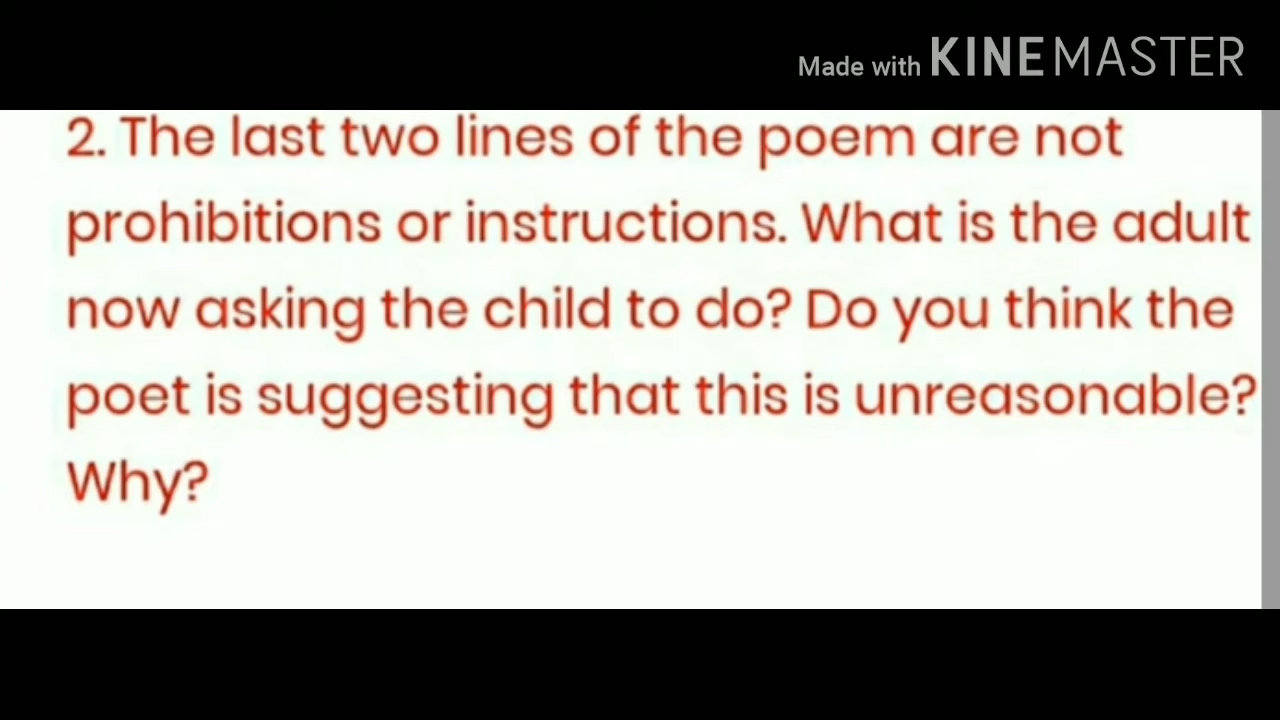 Made with KINEMASTER
2. The last two lines of the poem are not
prohibitions or instructions. What is the adult
now asking the child to do? Do you think the
poet is suggesting that this is unreasonable?
Why?